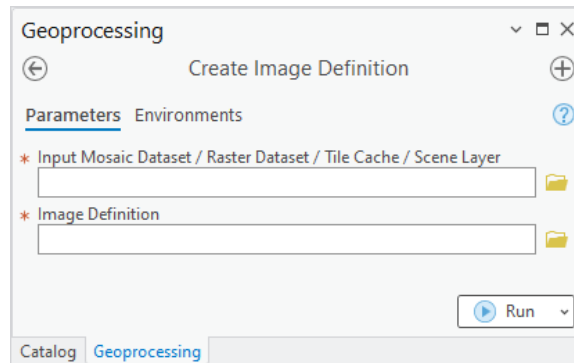 Geoprocessing
Create Image Definition
Parameters Environments
* Input Mosaic Dataset / Raster Dataset / Tile Cache / Scene Layer
* Image Definition
Run
Catalog Geoprocessing